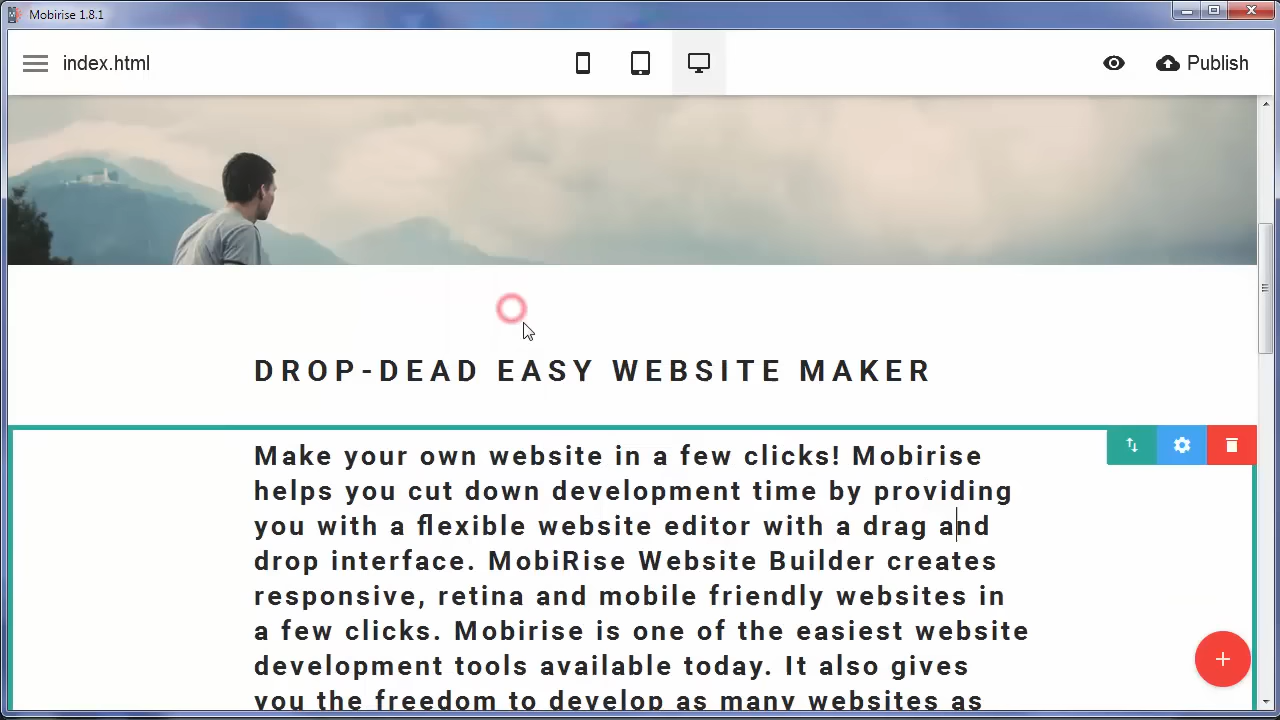 Mobirise 1.8.1
index.html
Publish
DROP-DEAD EASY WEBSITE MAKER
Make your own website in a few clicks! Mobirise
helps you cut down development time by providing
you with a flexible website editor with a drag and
drop interface. MobiRise Website Builder creates
responsive, retina and mobile friendly websites in
a few clicks. Mobirise is one of the easiest website
development tools available today. It also gives
you the freedom to develop as many websites as